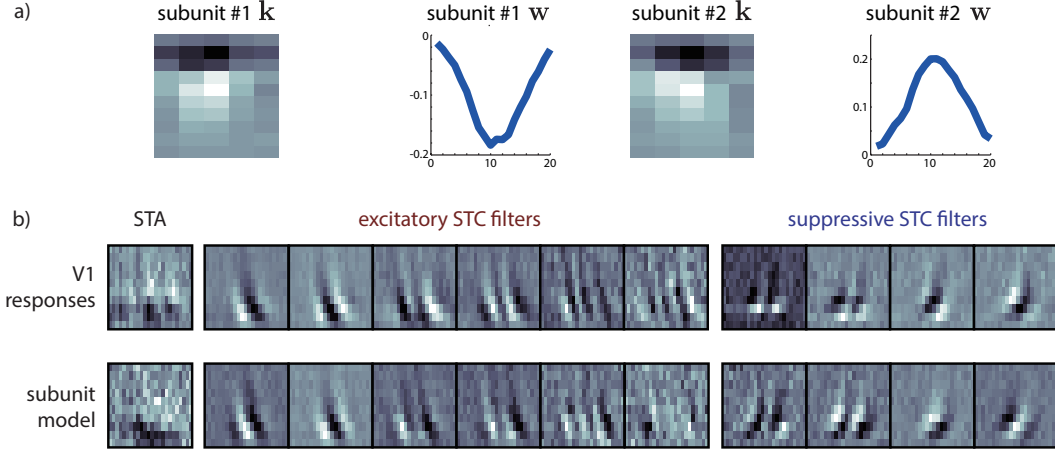 a)
subunit #1 k
subunit #1 w
subunit #2 k
subunit #2 w
0
-0.1
-0.2
0
10
20
0.2
0.1
0
0
10
20
b)
STA
excitatory STC filters
suppressive STC filters
V1
responses
subunit
model